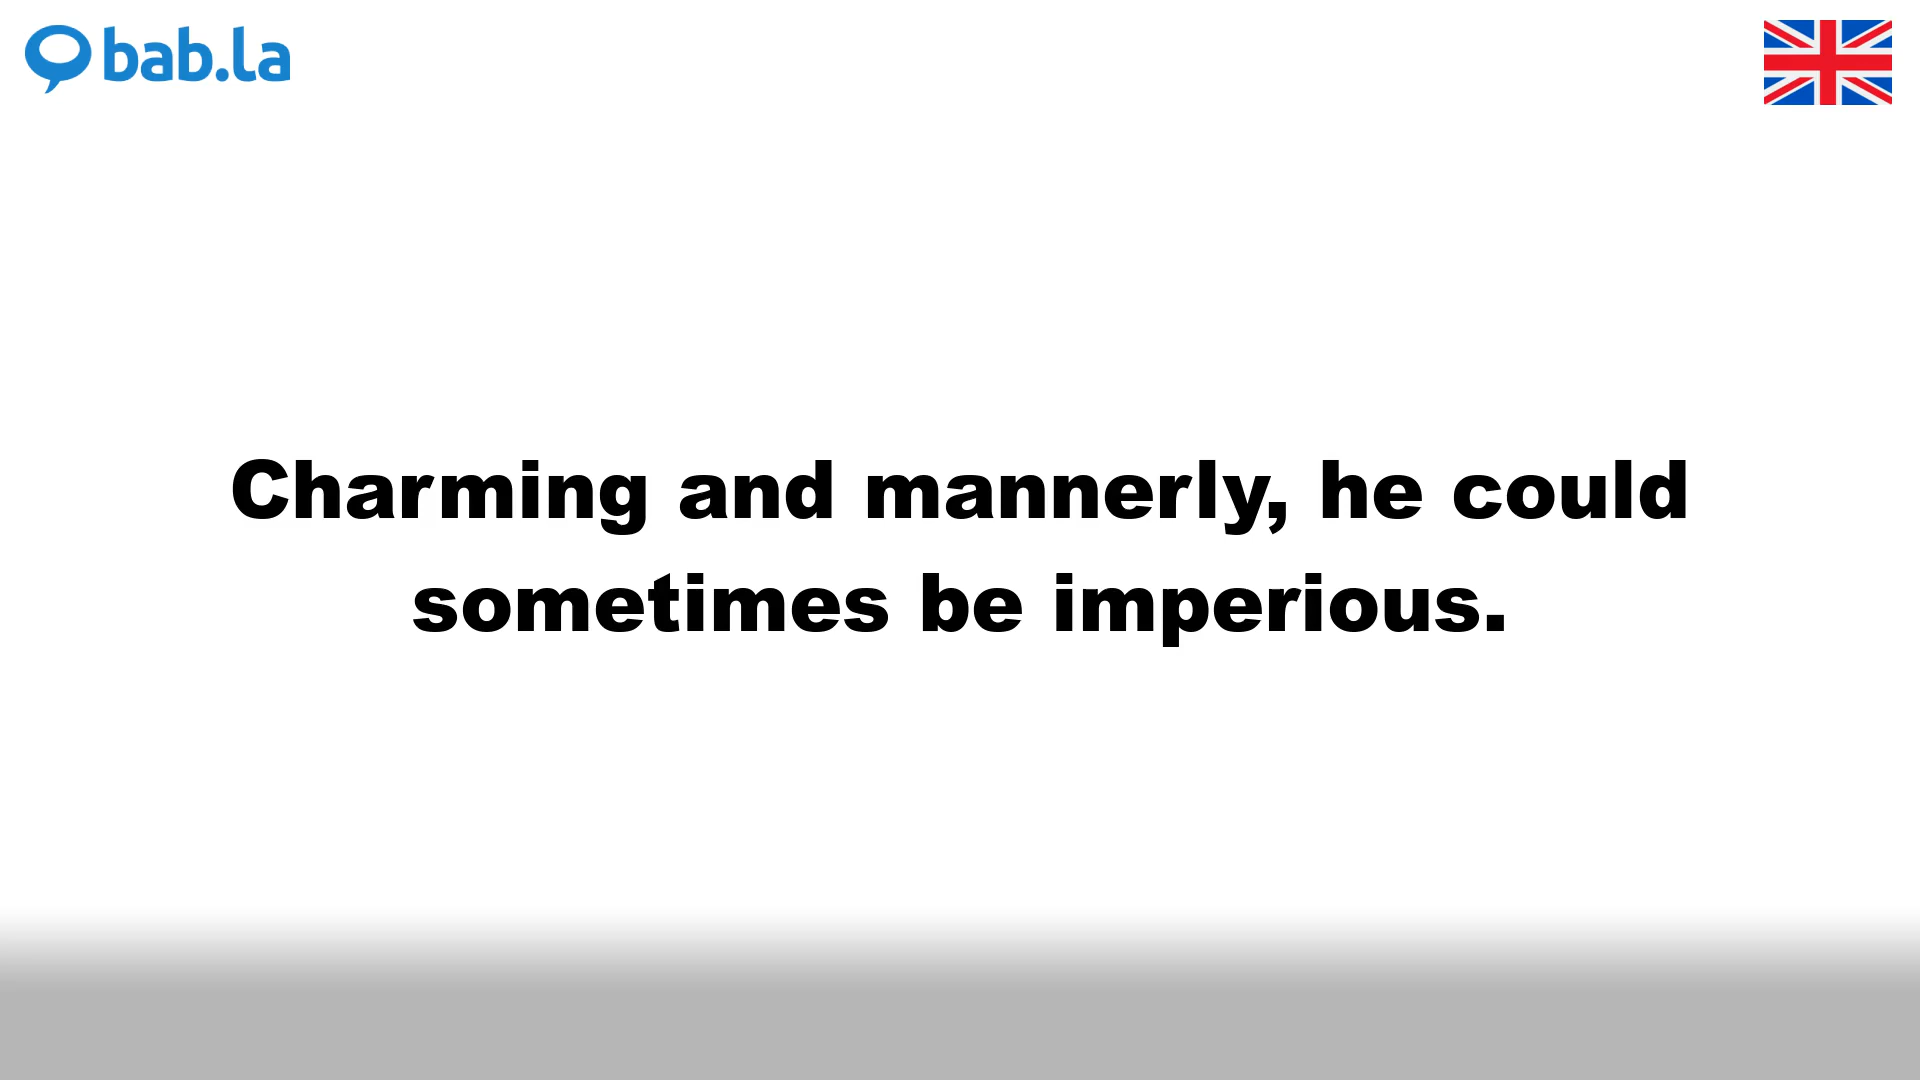 bab.la
Charming and mannerly, he could
sometimes be imperious.